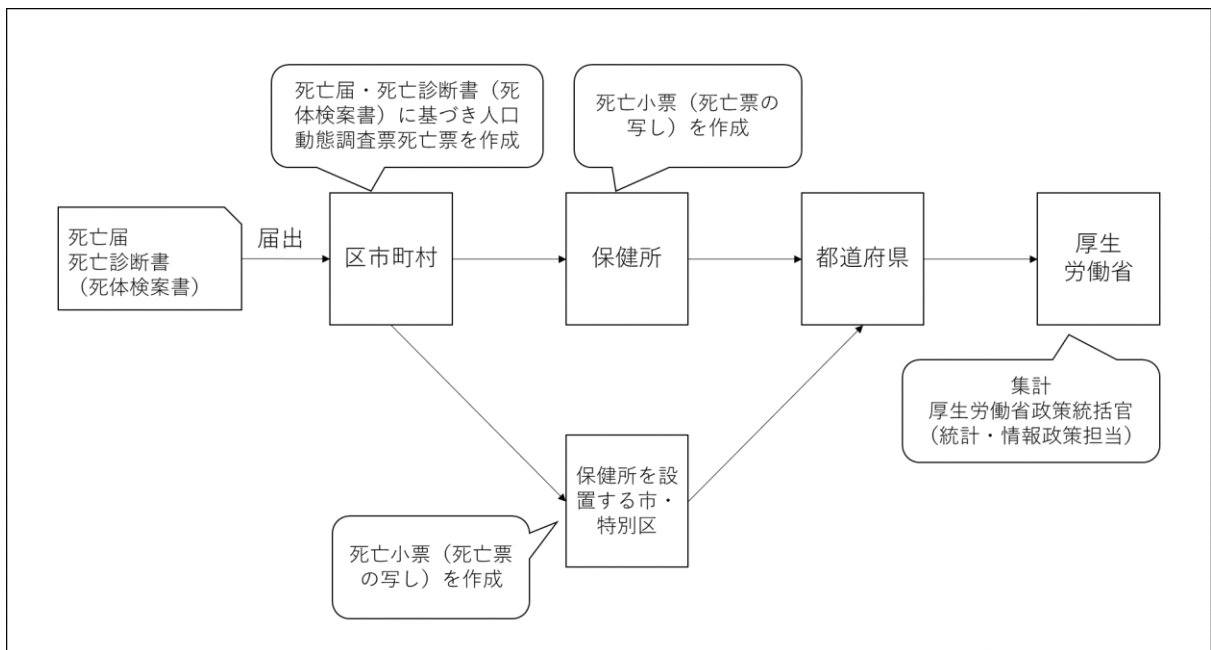 死亡届・死亡診断書（死
体検案書）に基づき人口
動態調査票死亡票を作成
死亡小票（死亡票の
写し）を作成
死亡届
死亡診断書
（死体検案書）
届出
区市町村
保健所
都道府県
厚生
労働省
集計
厚生労働省政策統括官
（統計・情報政策担当）
保健所を設
置する市・
特別区
死亡小票（死亡票
の写し）を作成